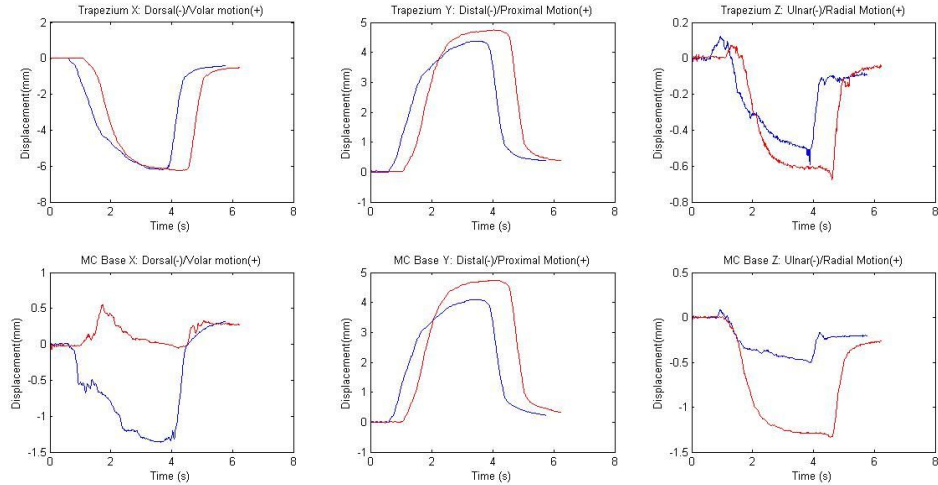 Trapezium X: Dorsal(-)/Volar motion(+)
2
0
-2
-4
-6
-8
Displacement(mm)
0 2 4 6 8
Time (s)
Trapezium Y: Distal(-)/Proximal Motion(+)
5
4
3
2
1
0
-1
Displacement(mm)
0 2 4 6 8
Time (s)
Trapezium Z: Ulnar(-)/Radial Motion(+)
0.2
0
-0.2
-0.4
-0.6
-0.8
Displacement(mm)
0 2 4 6 8
Time (s)
MC Base X: Dorsal(-)/Volar motion(+)
1
0.5
0
-0.5
-1
-1.5
Displacement(mm)
0 2 4 6 8
Time (s)
MC Base Y: Distal(-)/Proximal Motion(+)
5
4
3
2
1
0
-1
Displacement(mm)
0 2 4 6 8
Time (s)
MC Base Z: Ulnar(-)/Radial Motion(+)
0.5
0
-0.5
-1
-1.5
Displacement(mm)
0 2 4 6 8
Time (s)